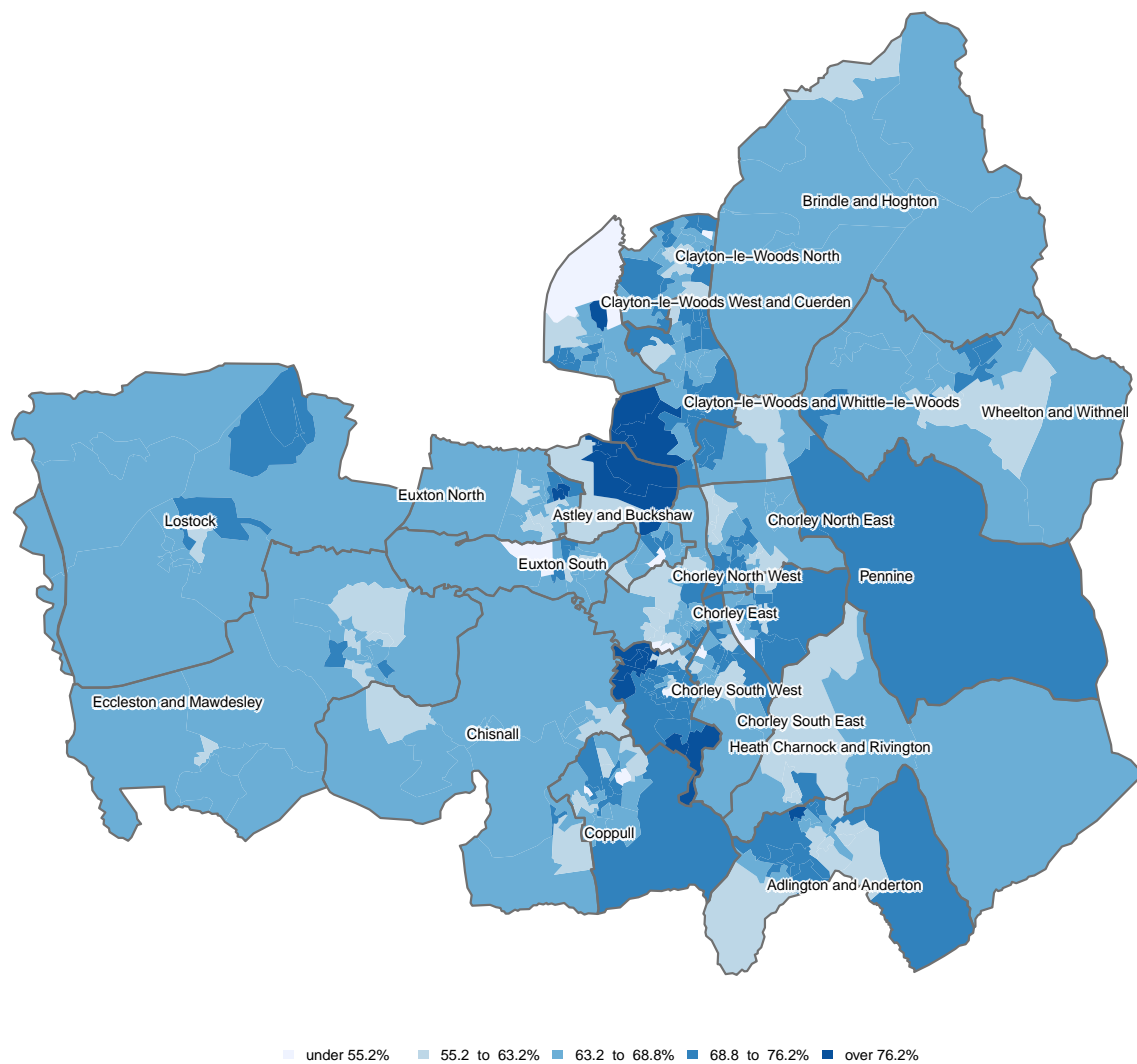 Brindle and Hoghton
Clayton−le−Woods North
Clayton−le−Woods West and Cuerden
Clayton−le−Woods and Whittle−le−Woods
Wheelton and Withnell
Euxton North
Lostock
Astley and Buckshaw
Chorley North East
Euxton South
Chorley North West
Pennine
Chorley East
Chorley South West
Eccleston and Mawdesley
Chorley South East
Chisnall
Heath Charnock and Rivington
Coppull
Adlington and Anderton
under 55.2% 55.2 to 63.2% 63.2 to 68.8% 68.8 to 76.2% over 76.2%